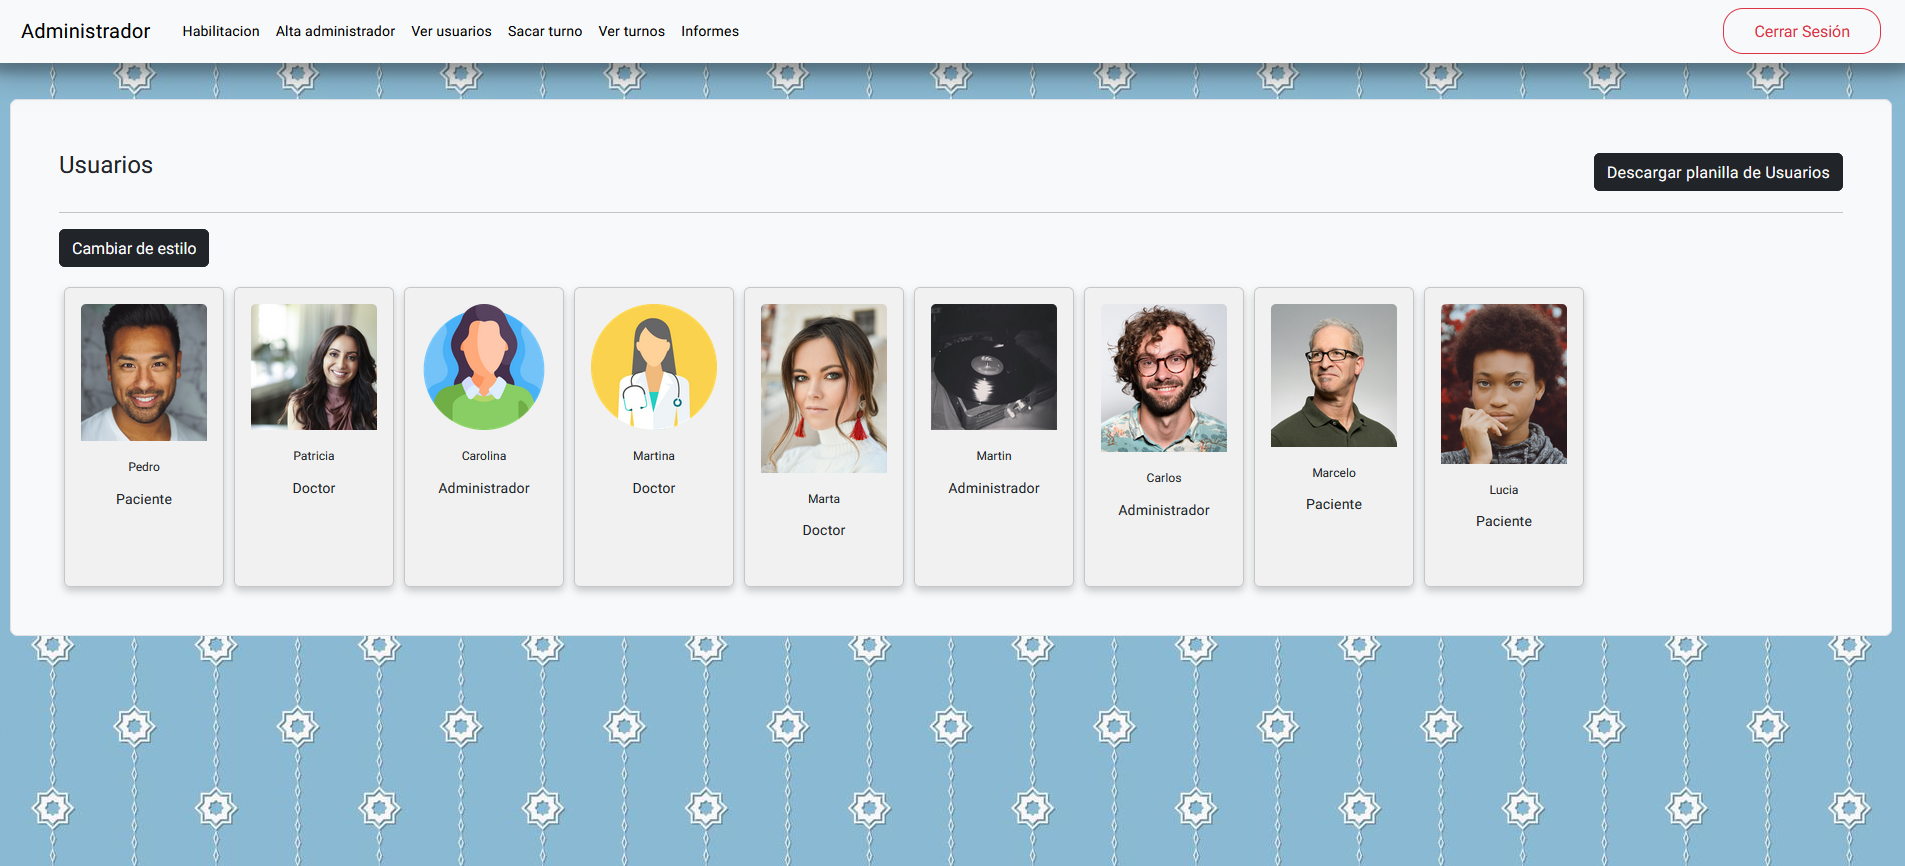 Administrador Habilitacion Alta administrador Ver usuarios Sacar turno Ver turnos Informes Cerrar Sesión
Usuarios
Descargar planilla de Usuarios
Cambiar de estilo
Pedro
Paciente
Patricia
Doctor
Carolina
Administrador
Martina
Doctor
Marta
Doctor
Martin
Administrador
Carlos
Administrador
Marcelo
Paciente
Lucia
Paciente